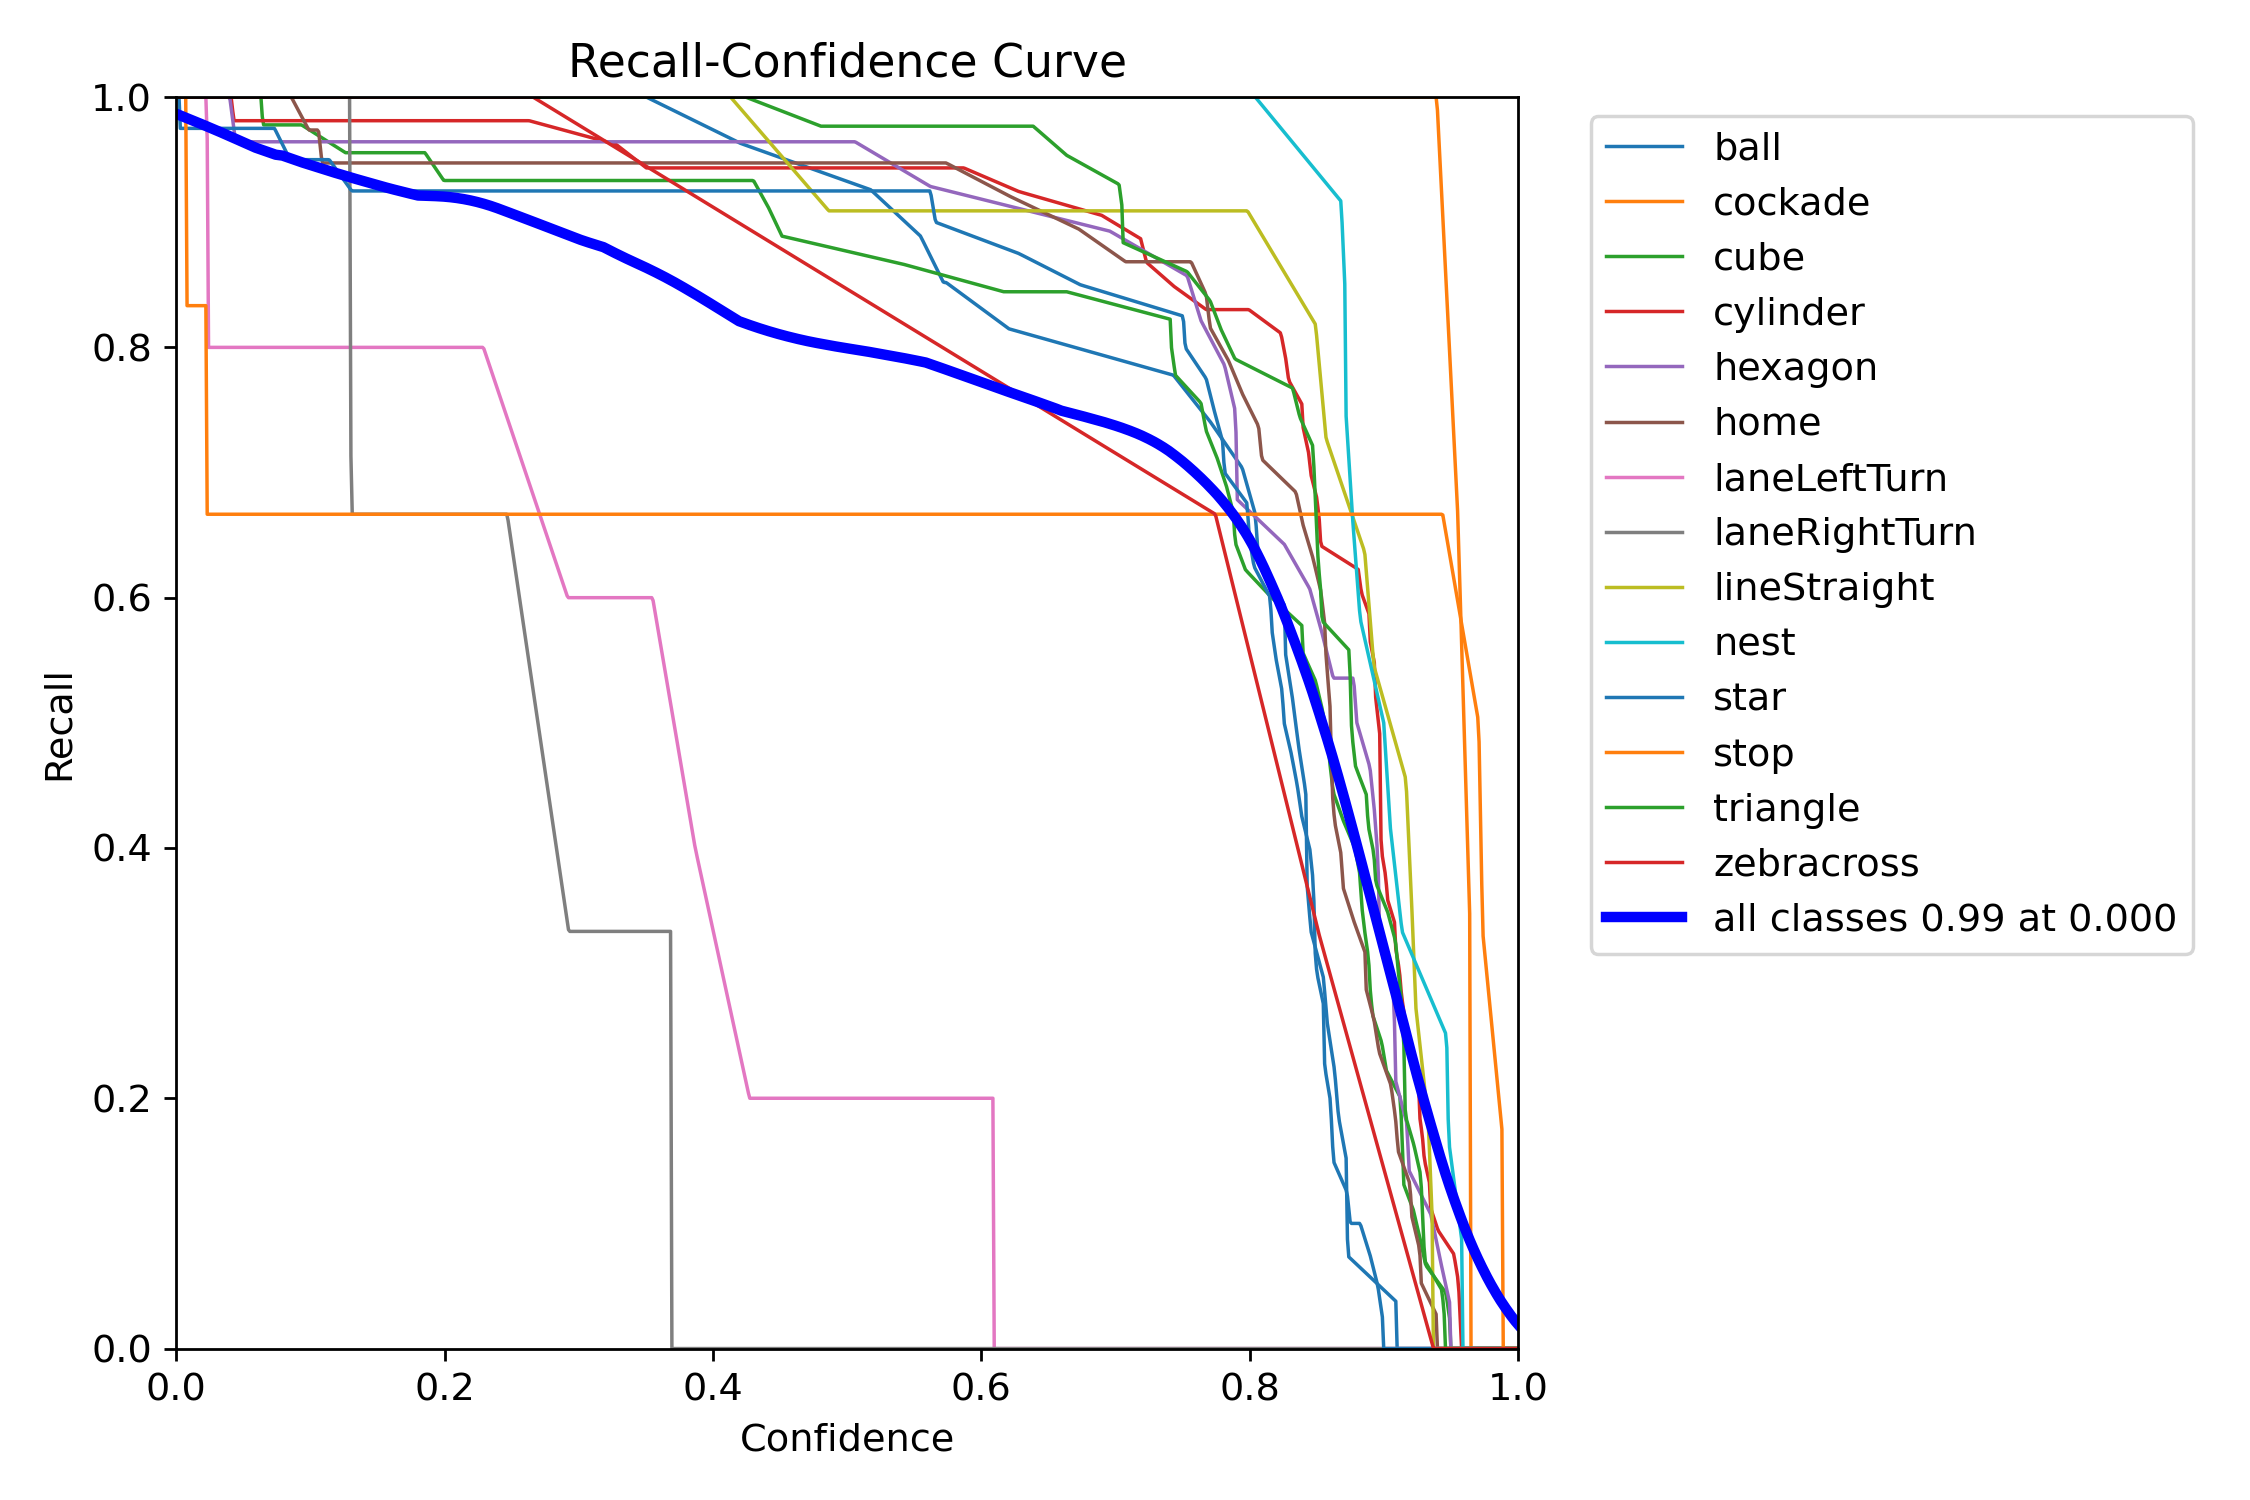 Recall-Confidence Curve
1.0
0.8
0.6
0.4
0.2
0.0
Recall
0.0 0.2 0.4 0.6 0.8 1.0
Confidence
ball
cockade
cube
cylinder
hexagon
home
laneLeftTurn
laneRightTurn
lineStraight
nest
star
stop
triangle
zebracross
all classes 0.99 at 0.000